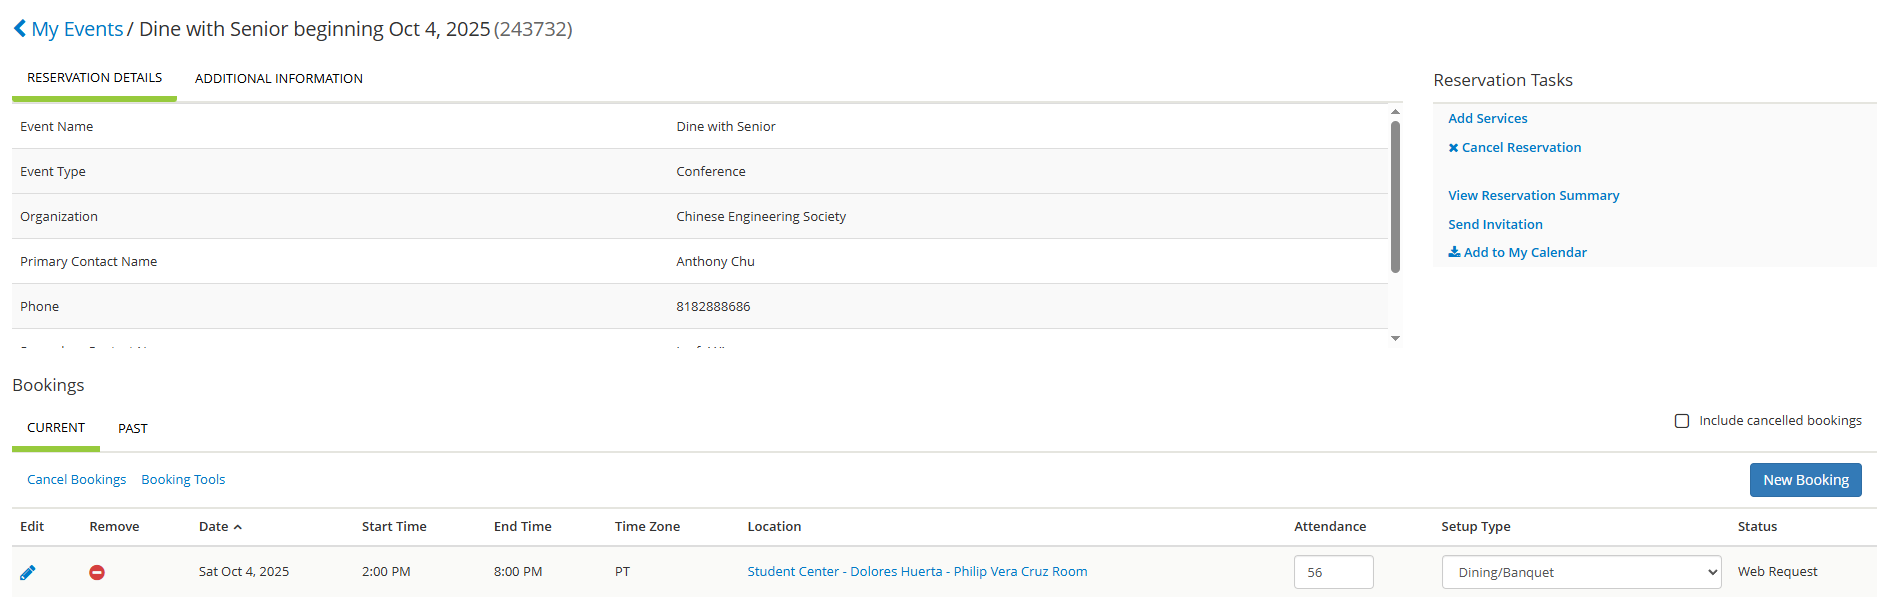 My Events / Dine with Senior beginning Oct 4, 2025 (243732)
RESERVATION DETAILS ADDITIONAL INFORMATION
Reservation Tasks
Event Name Dine with Senior
Event Type Conference
Organization Chinese Engineering Society
Primary Contact Name Anthony Chu
Phone 8182888686
Add Services
Cancel Reservation
View Reservation Summary
Send Invitation
Add to My Calendar
Bookings
CURRENT PAST
Include cancelled bookings
Cancel Bookings Booking Tools
New Booking
Edit Remove Date Start Time End Time Time Zone Location Attendance Setup Type Status
Sat Oct 4, 2025 2:00 PM 8:00 PM PT Student Center - Dolores Huerta - Philip Vera Cruz Room 56 Dining/Banquet Web Request